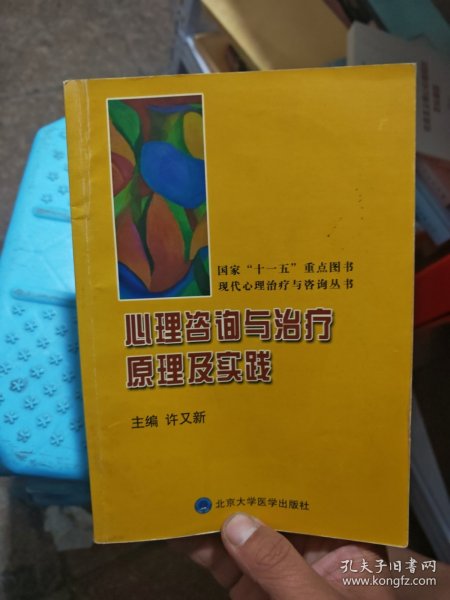 国家“十一五”重点图书
现代心理治疗与咨询丛书
心理咨询与治疗
原理及实践
主编 许又新
北京大学医学出版社
孔夫子旧书网
www.kongfz.com